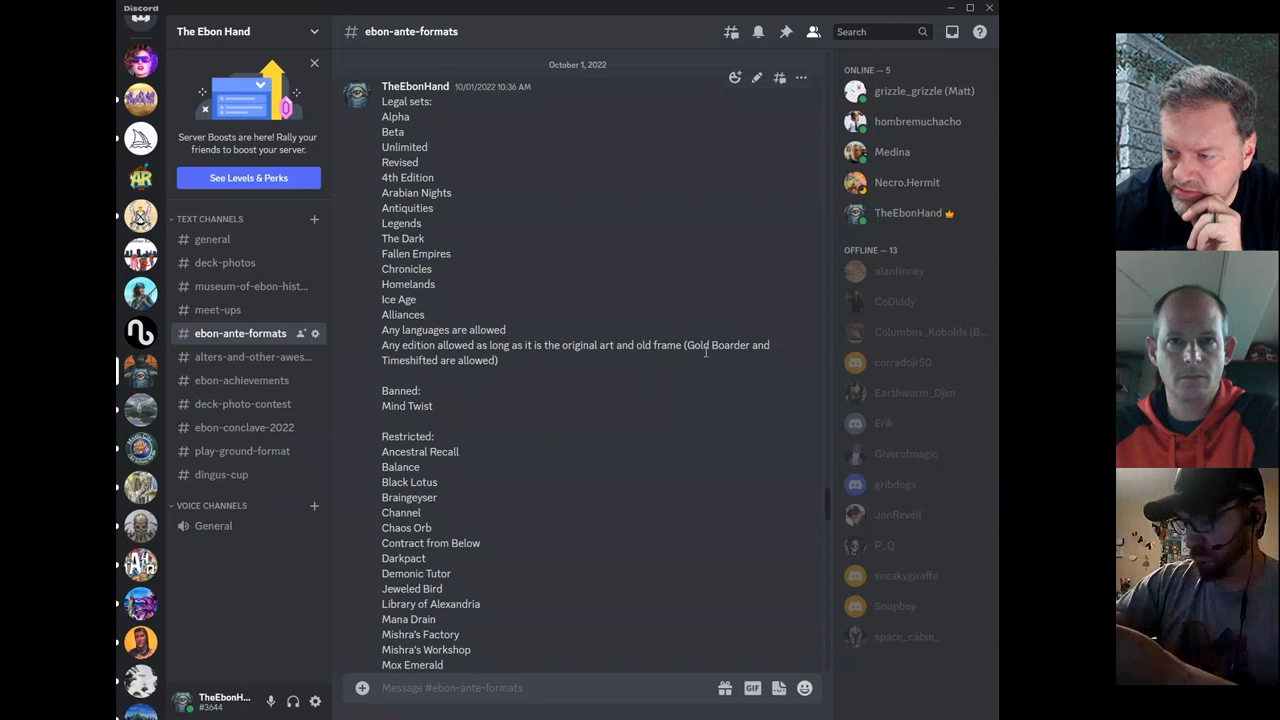 Discord
The Ebon Hand
ebon-ante-formats
Search
Server Boosts are here! Rally your
friends to boost your server.
See Levels & Perks
TEXT CHANNELS
general
deck-photos
museum-of-ebon-hist...
meet-ups
ebon-ante-formats
alters-and-other-awes...
ebon-achievements
deck-photo-contest
ebon-conclave-2022
play-ground-format
dingus-cup
VOICE CHANNELS
General
TheEbonH...
#3644
October 1, 2022
TheEbonHand 10/01/2022 10:36 AM
Legal sets:
Alpha
Beta
Unlimited
Revised
4th Edition
Arabian Nights
Antiquities
Legends
The Dark
Fallen Empires
Chronicles
Homelands
Ice Age
Alliances
Any languages are allowed
Any edition allowed as long as it is the original art and old frame (Gold Boarder and
Timeshifted are allowed)
Banned:
Mind Twist
Restricted:
Ancestral Recall
Balance
Black Lotus
Braingeyser
Channel
Chaos Orb
Contract from Below
Darkpact
Demonic Tutor
Jeweled Bird
Library of Alexandria
Mana Drain
Mishra's Factory
Mishra's Workshop
Mox Emerald
Message #ebon-ante-formats
GIF
ONLINE — 5
grizzle_grizzle (Matt)
hombremuchacho
Medina
Necro.Hermit
TheEbonHand
OFFLINE — 13
alanfinney
CoDiddy
Columbus_Kobolds (B...
corradojr50
Earthworm_Djim
Erik
Giverofmagic
gribdogs
JonRevell
P_Q
sneakygiraffe
Soupboy
space_cabin_